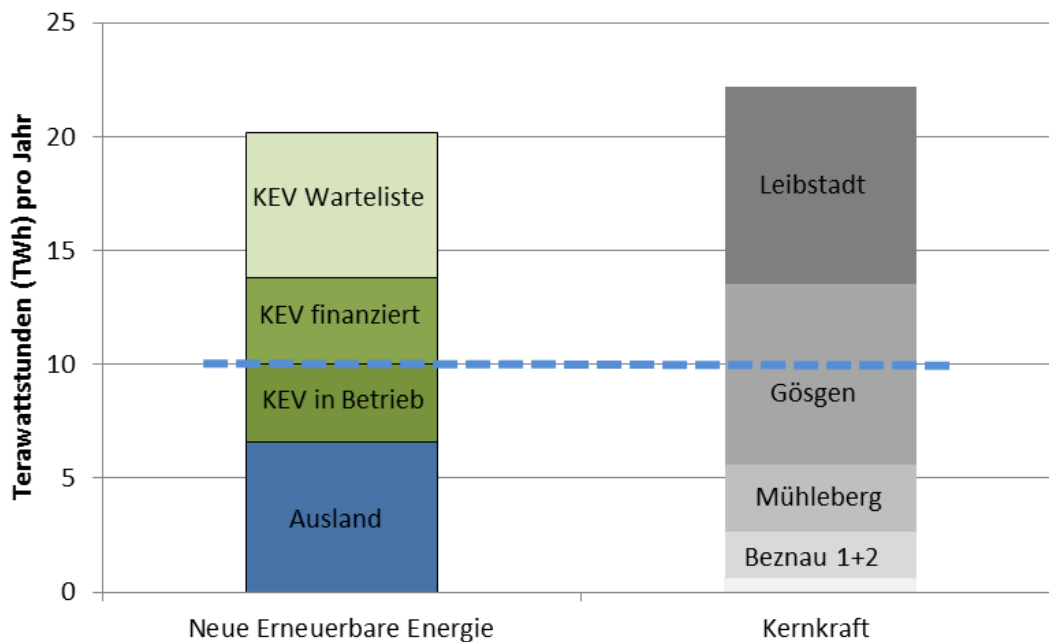 Terawattstunden (TWh) pro Jahr
25
20
15
10
5
0
KEV Warteliste
KEV finanziert
KEV in Betrieb
Ausland
Leibstadt
Gösgen
Mühleberg
Beznau 1+2
Neue Erneuerbare Energie
Kernkraft